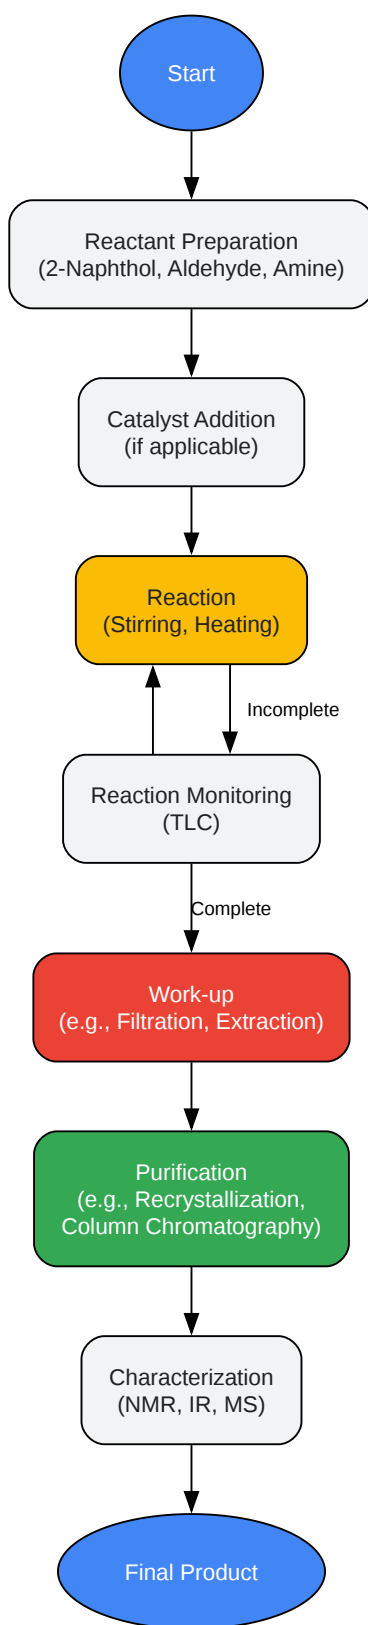 Start
Reactant Preparation
(2-Naphthol, Aldehyde, Amine)
Catalyst Addition
(if applicable)
Reaction
(Stirring, Heating)
Incomplete
Reaction Monitoring
(TLC)
Complete
Work-up
(e.g., Filtration, Extraction)
Purification
(e.g., Recrystallization,
Column Chromatography)
Characterization
(NMR, IR, MS)
Final Product